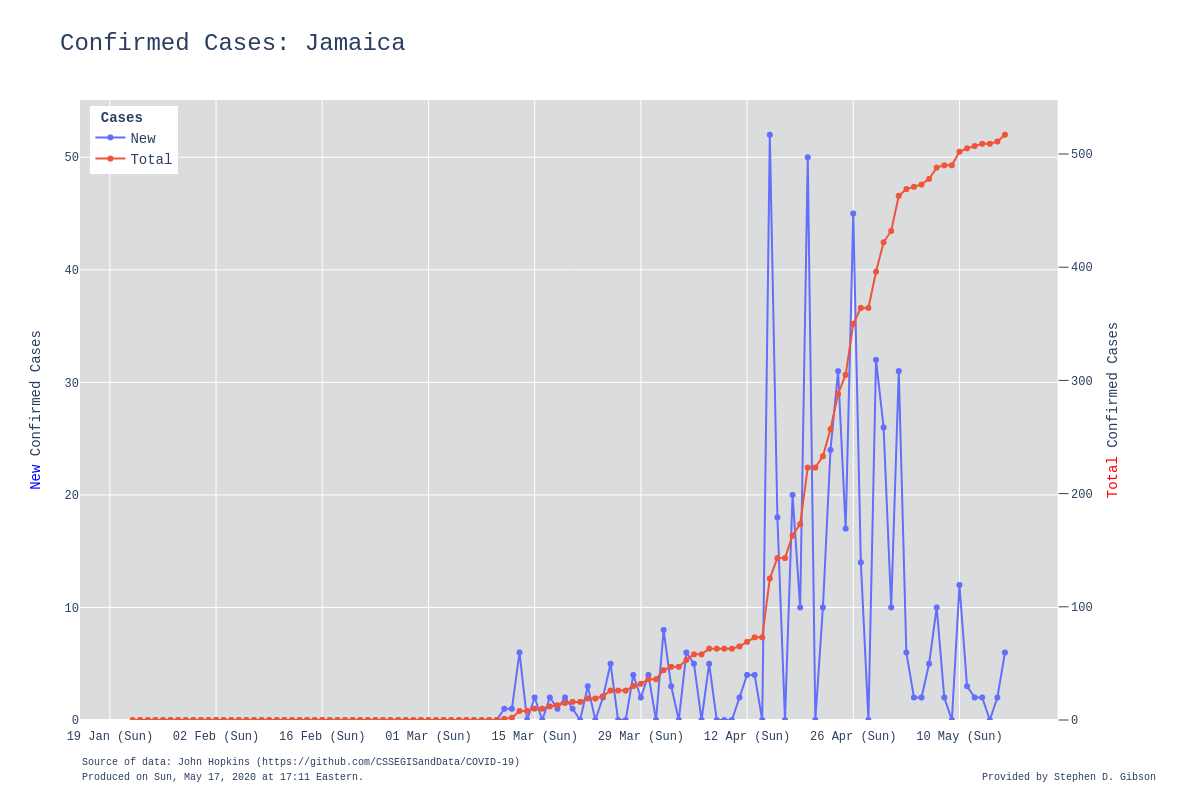 Confirmed Cases: Jamaica
Cases
New
Total
50
40
30
20
10
0
500
400
300
200
100
0
New Confirmed Cases
Total Confirmed Cases
19 Jan (Sun) 02 Feb (Sun) 16 Feb (Sun) 01 Mar (Sun) 15 Mar (Sun) 29 Mar (Sun) 12 Apr (Sun) 26 Apr (Sun) 10 May (Sun)
Source of data: John Hopkins (https://github.com/CSSEGISandData/COVID-19)
Produced on Sun, May 17, 2020 at 17:11 Eastern.
Provided by Stephen D. Gibson